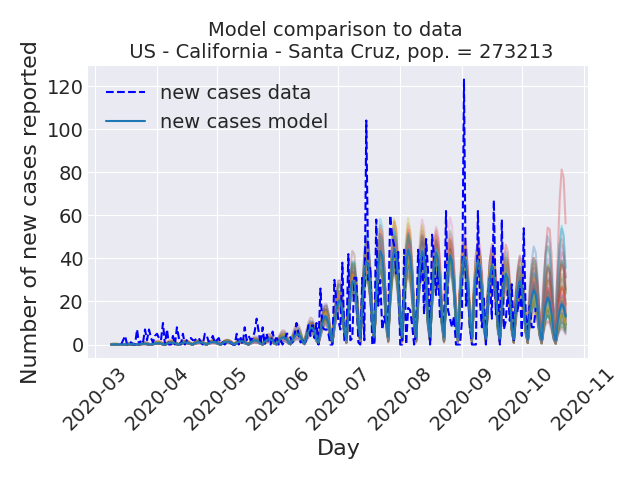 Model comparison to data
US - California - Santa Cruz, pop. = 273213
Number of new cases reported
120
100
80
60
40
20
0
new cases data
new cases model
2020-03
2020-04
2020-05
2020-06
2020-07
2020-08
2020-09
2020-10
2020-11
Day